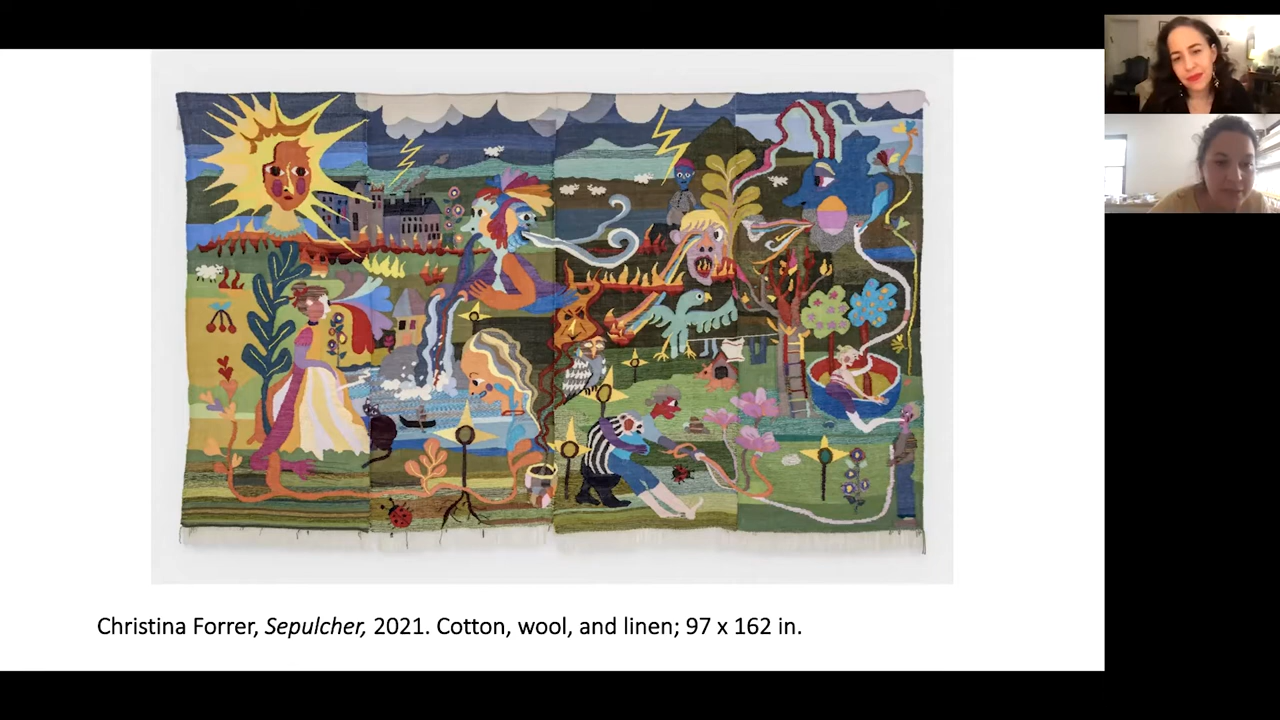 Christina Forrer, Sepulcher, 2021. Cotton, wool, and linen; 97 x 162 in.